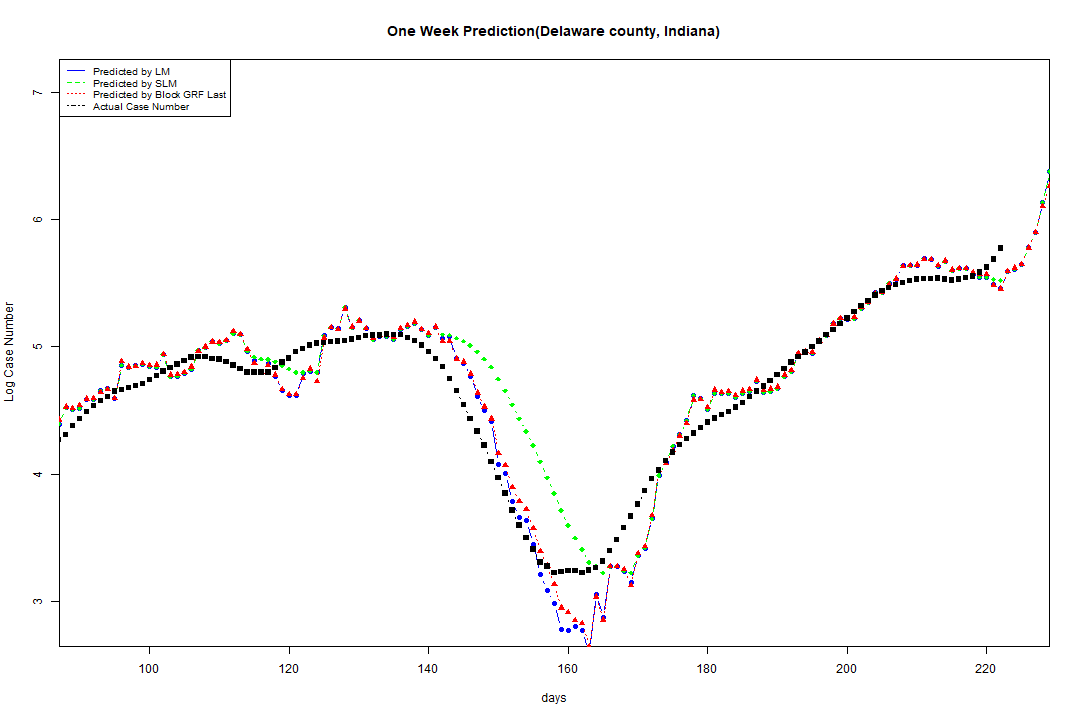 One Week Prediction(Delaware county, Indiana)
Predicted by LM
Predicted by SLM
Predicted by Block GRF Last
Actual Case Number
7
6
5
4
3
Log Case Number
100 120 140 160 180 200 220
days